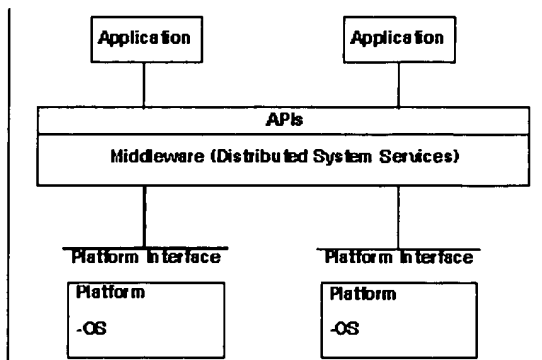 Application Application
APIs
Middleware (Distributed System Services)
Platform Interface Platform Interface
Platform Platform
-OS -OS